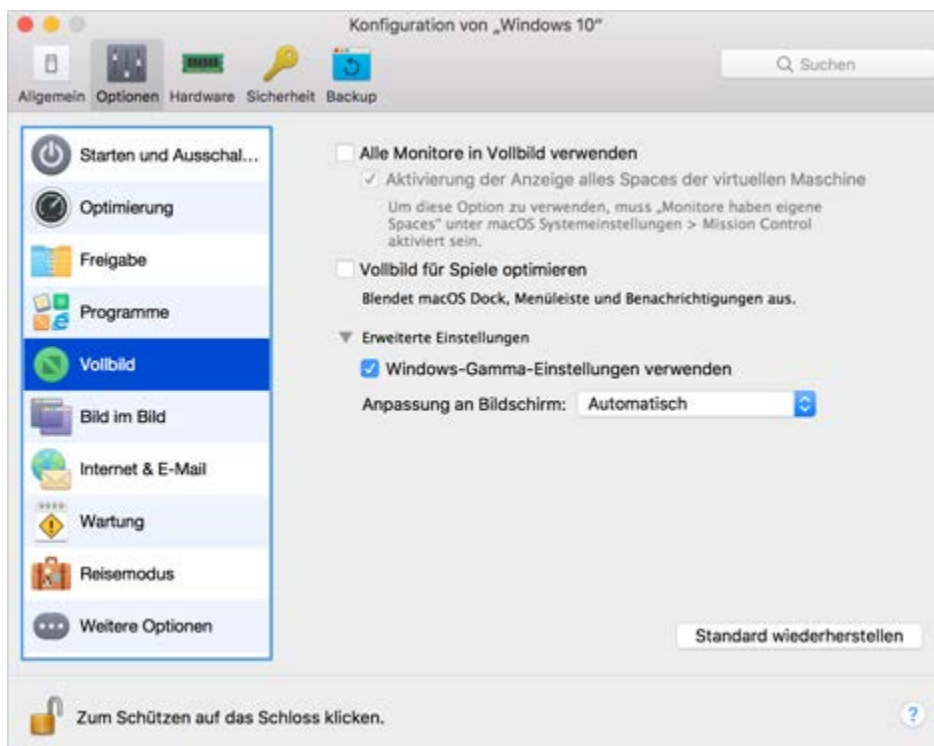 Konfiguration von „Windows 10“
Allgemein Optionen Hardware Sicherheit Backup
Suchen
Starten und Ausschal...
Optimierung
Freigabe
Programme
Vollbild
Bild im Bild
Internet & E-Mail
Wartung
Reisemodus
Weitere Optionen
Alle Monitore in Vollbild verwenden
Aktivierung der Anzeige alles Spaces der virtuellen Maschine
Um diese Option zu verwenden, muss „Monitore haben eigene
Spaces“ unter macOS Systemeinstellungen > Mission Control
aktiviert sein.
Vollbild für Spiele optimieren
Blendet macOS Dock, Menüleiste und Benachrichtigungen aus.
Erweiterte Einstellungen
Windows-Gamma-Einstellungen verwenden
Anpassung an Bildschirm: Automatisch
Standard wiederherstellen
Zum Schützen auf das Schloss klicken.
?